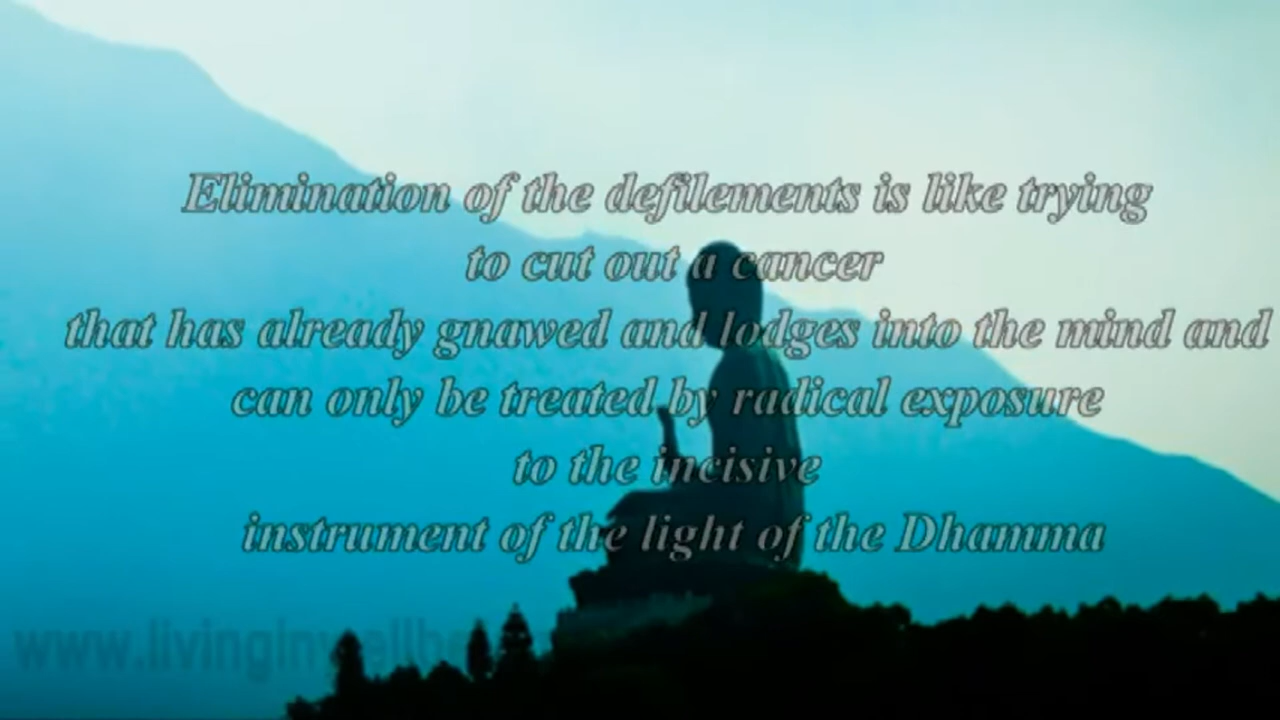 Elimination of the defilements is like trying
to cut out a cancer
that has already gnawed and lodges into the mind and
can only be treated by radical exposure
to the incisive
instrument of the light of the Dhamma